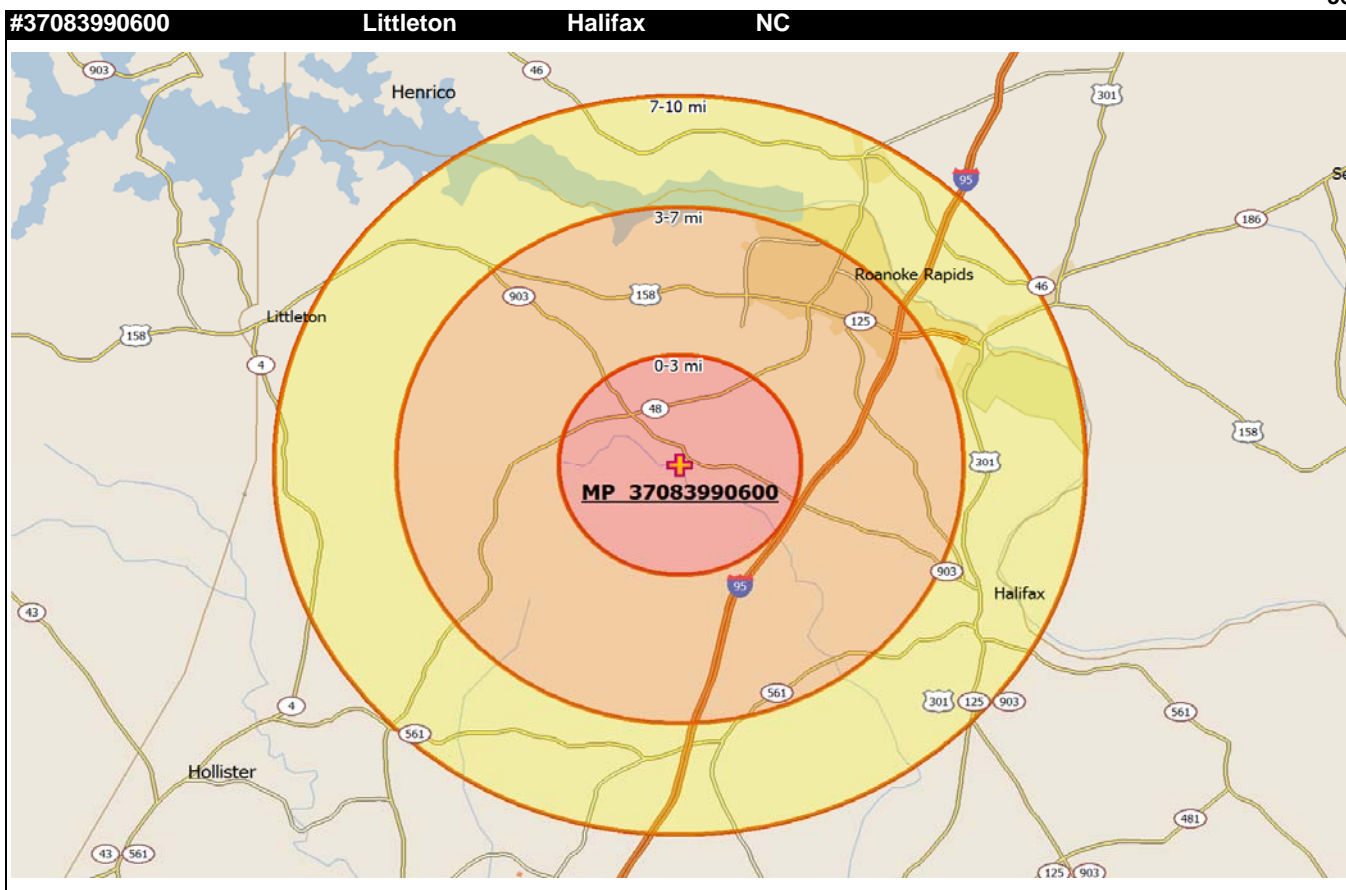 #37083990600 Littleton Halifax NC
903
Henrico
46
7-10 mi
301
95
186
3-7 mi
Roanoke Rapids
46
903
158
Littleton
125
158
0-3 mi
4
48
158
301
MP 37083990600
903
95
Halifax
43
561
4
301 125 903
561
561
Hollister
481
43 561
125 903